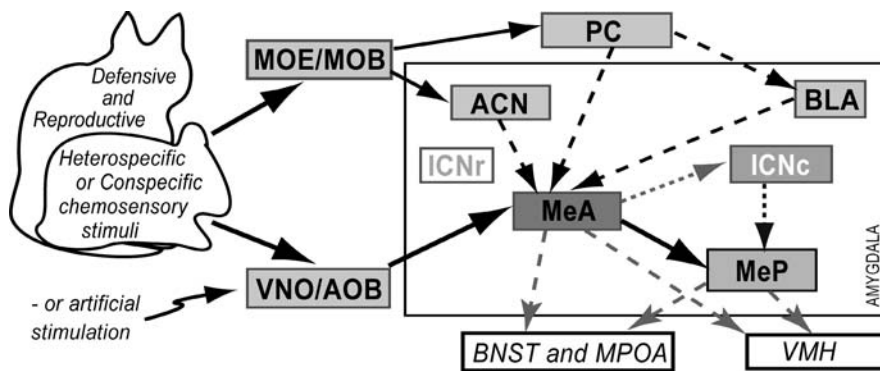 Defensive
and
Reproductive
Heterospecific
or Conspecific
chemosensory
stimuli
- or artificial
stimulation
MOE/MOB
VNO/AOB
PC
ACN
BLA
ICNr
ICNc
MeA
MeP
AMYGDALA
BNST and MPOA
VMH